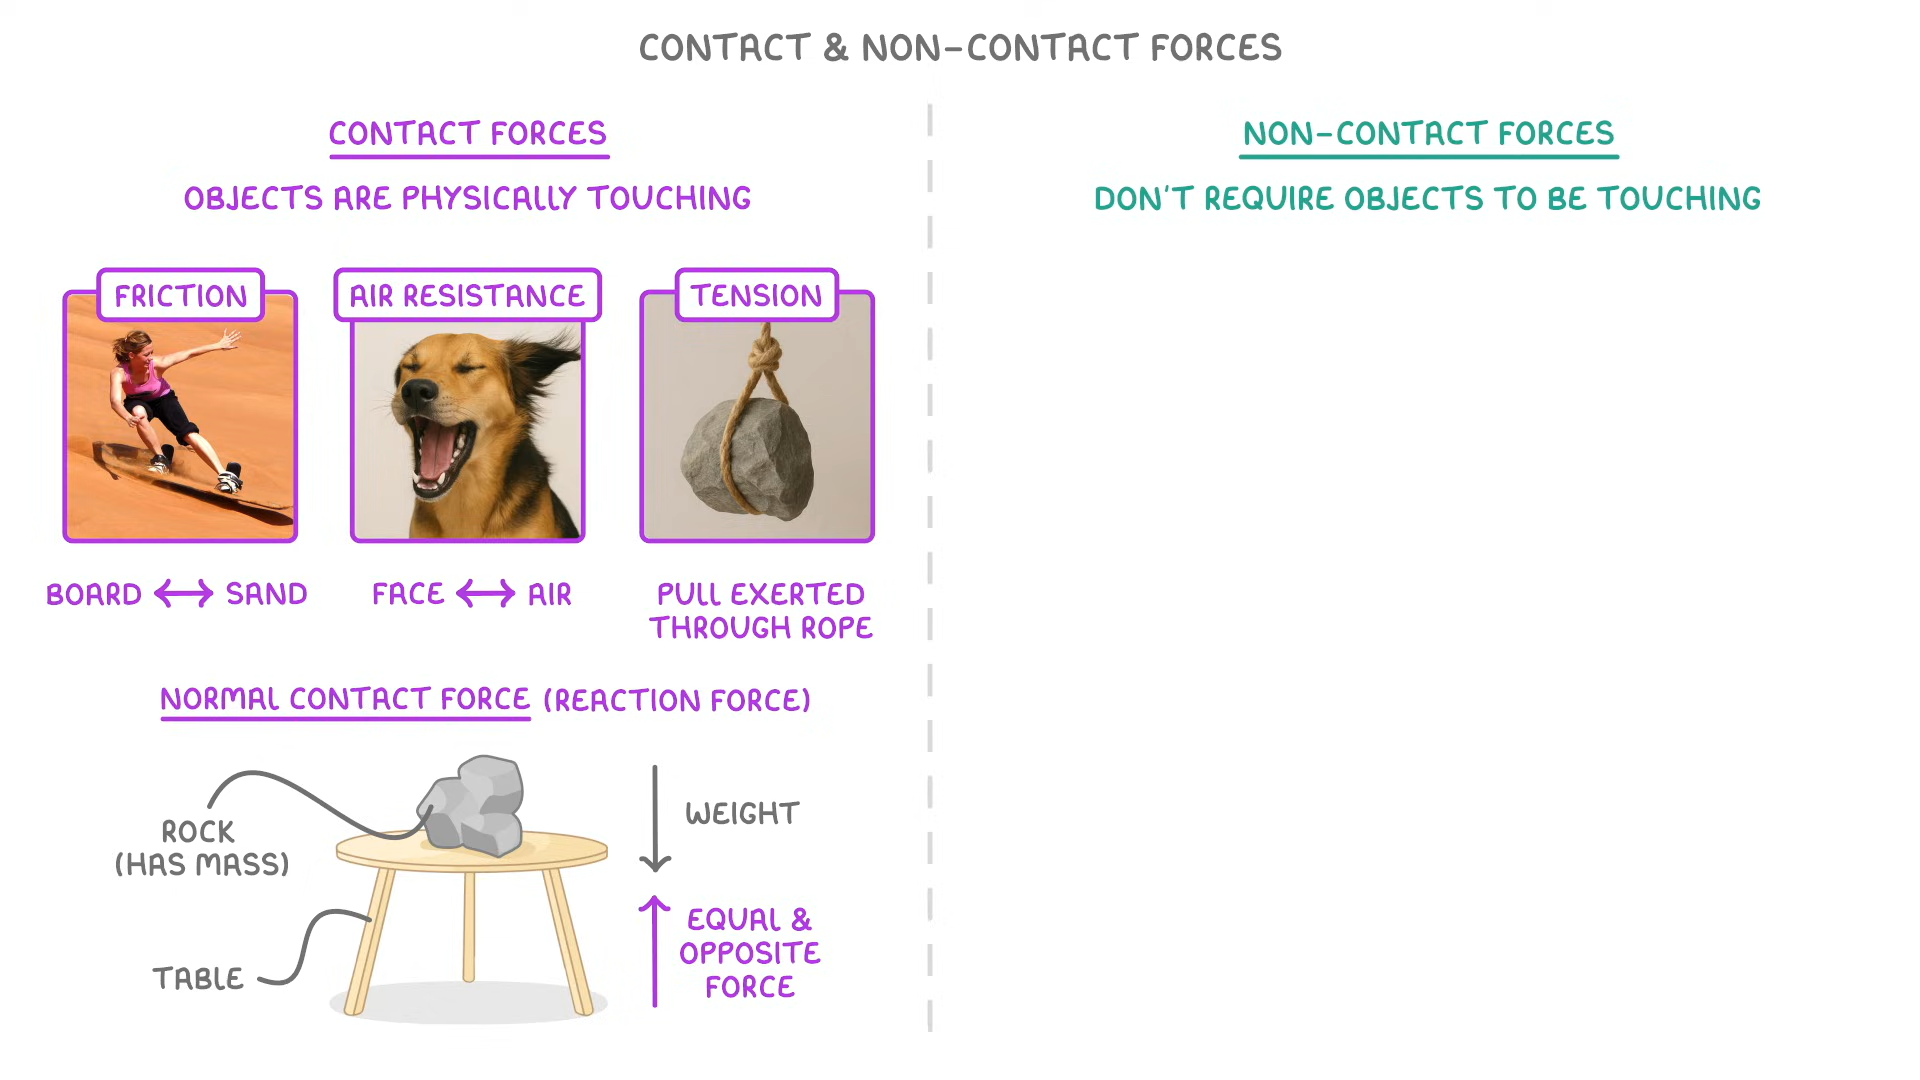 CONTACT & NON-CONTACT FORCES
CONTACT FORCES
OBJECTS ARE PHYSICALLY TOUCHING
FRICTION
AIR RESISTANCE
TENSION
BOARD ↔ SAND
FACE ↔ AIR
PULL EXERTED
THROUGH ROPE
NORMAL CONTACT FORCE (REACTION FORCE)
ROCK
(HAS MASS)
TABLE
WEIGHT
EQUAL &
OPPOSITE
FORCE
NON-CONTACT FORCES
DON'T REQUIRE OBJECTS TO BE TOUCHING